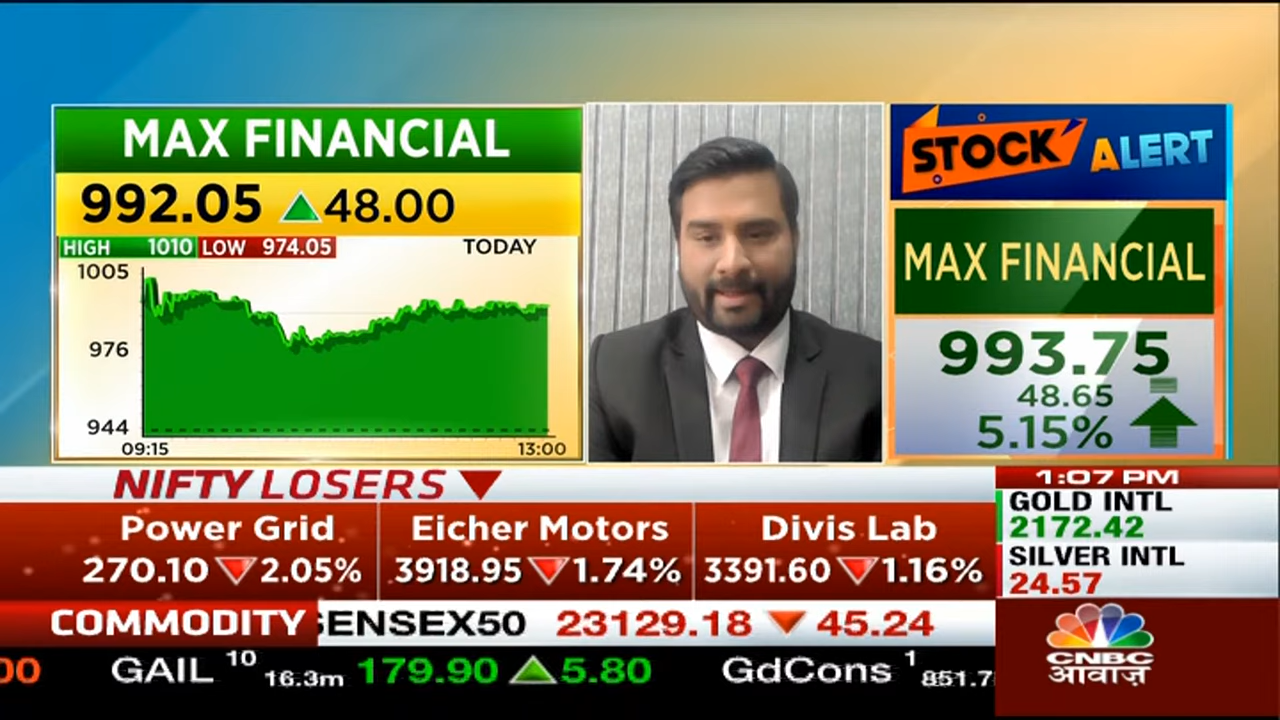 MAX FINANCIAL
992.05 ▲ 48.00
HIGH 1010 LOW 974.05 TODAY
1005
976
944
09:15 13:00
STOCK ALERT
MAX FINANCIAL
993.75
48.65
5.15%
NIFTY LOSERS ▼
Power Grid
270.10 ▼ 2.05%
Eicher Motors
3918.95 ▼ 1.74%
Divis Lab
3391.60 ▼ 1.16%
1:07 PM
GOLD INTL
2172.42
SILVER INTL
24.57
COMMODITY
SENSEX50 23129.18 ▼ 45.24
00 GAIL 10 16.3m 179.90 ▲ 5.80 GdCons 1 851.7
CNBC
आवाज़